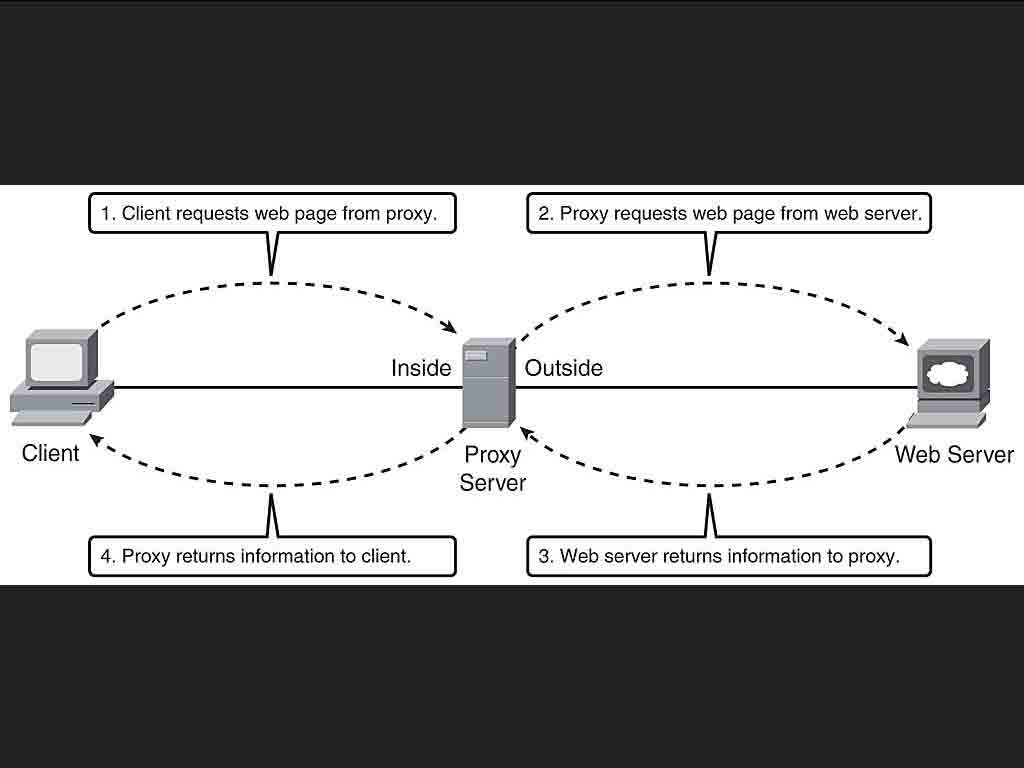 1. Client requests web page from proxy.
2. Proxy requests web page from web server.
Inside
Outside
Client
Proxy
Server
Web Server
4. Proxy returns information to client.
3. Web server returns information to proxy.